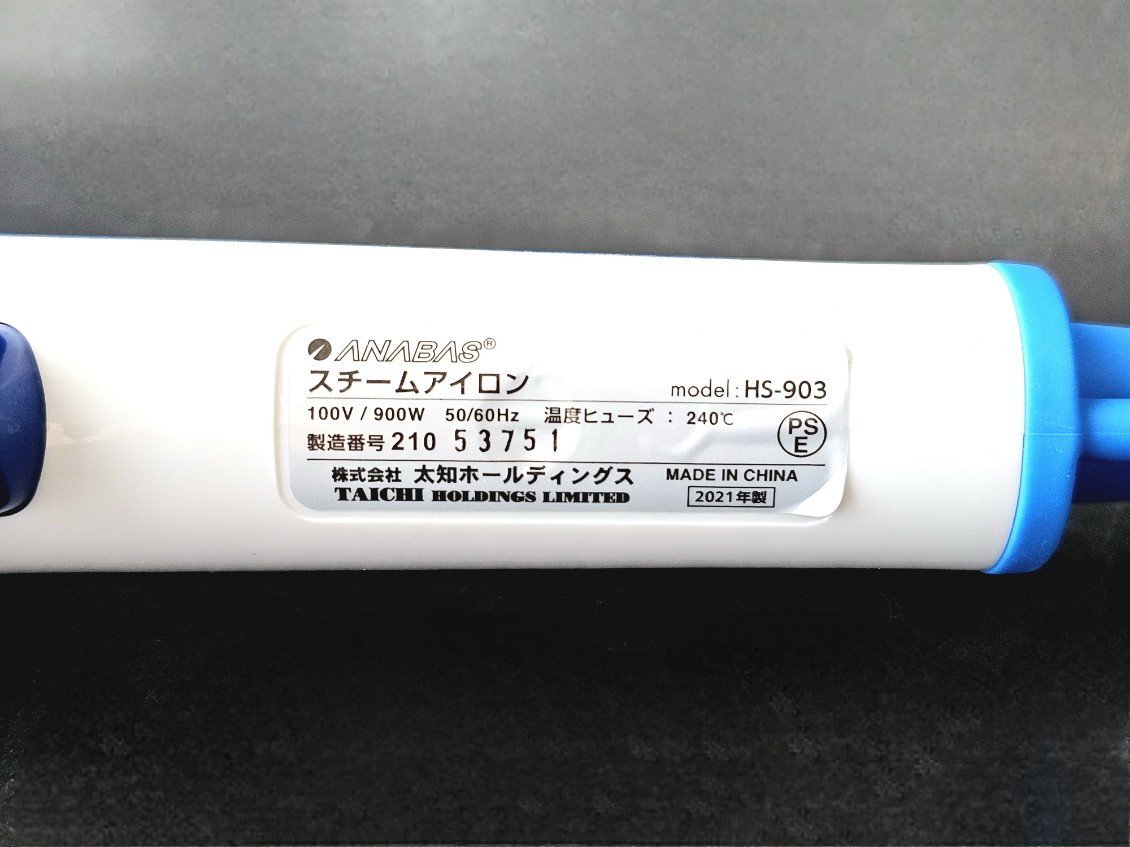 ANABAS®
スチームアイロン model : HS-903
100V / 900W 50/60Hz 温度ヒューズ : 240℃
製造番号 210 53751
PS
E
株式会社 太知ホールディングス MADE IN CHINA
TAICHI HOLDINGS LIMITED 2021年製